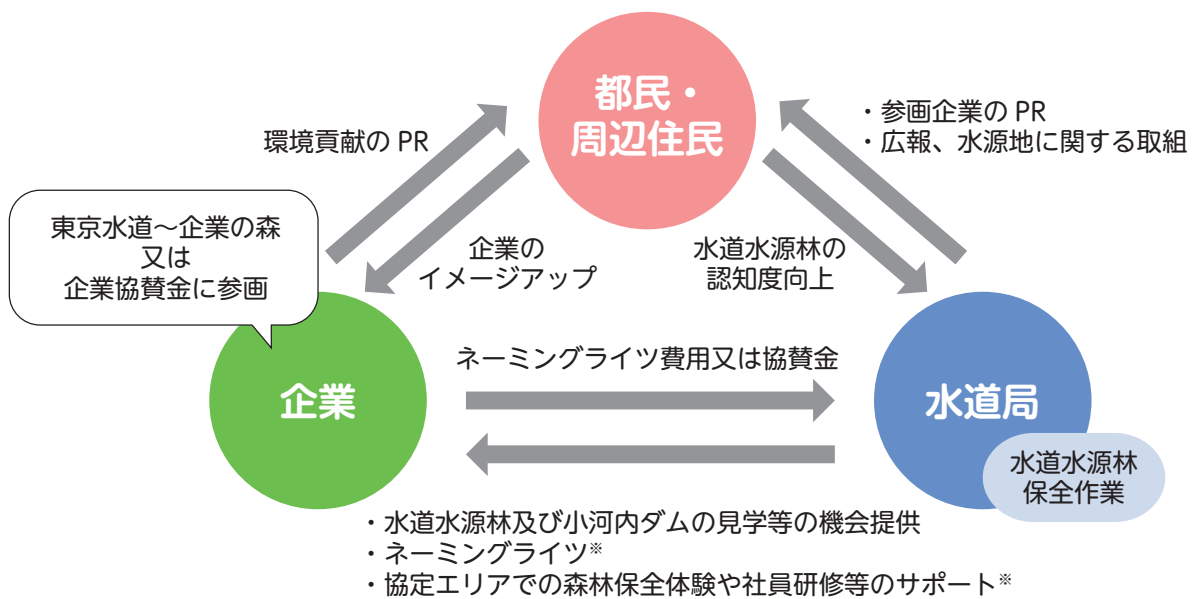 都民・
周辺住民
環境貢献の PR
・参画企業の PR
・広報、水源地に関する取組
東京水道～企業の森
又は
企業協賛金に参画
企業の
イメージアップ
水道水源林の
認知度向上
ネーミングライツ費用又は協賛金
企業
水道局
水道水源林
保全作業
・水道水源林及び小河内ダムの見学等の機会提供
・ネーミングライツ※
・協定エリアでの森林保全体験や社員研修等のサポート※